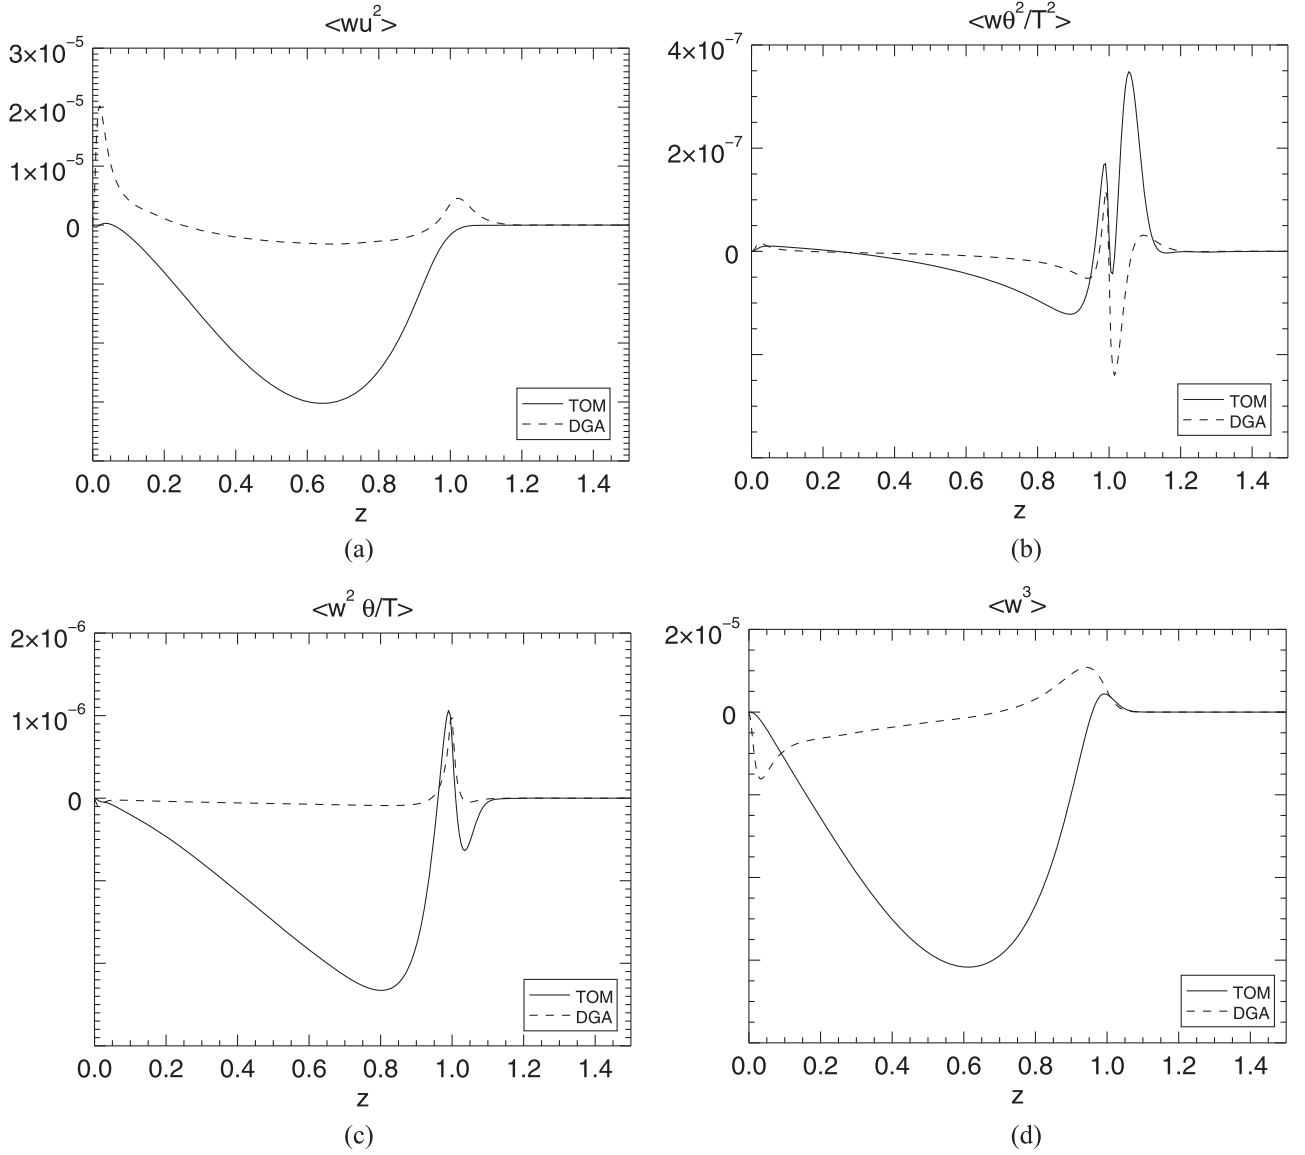 <wu²>
3×10⁻⁵
2×10⁻⁵
1×10⁻⁵
0
TOM
DGA
0.0 0.2 0.4 0.6 0.8 1.0 1.2 1.4
z
(a)
<wθ²/T²>
4×10⁻⁷
2×10⁻⁷
0
TOM
DGA
0.0 0.2 0.4 0.6 0.8 1.0 1.2 1.4
z
(b)
<w² θ/T>
2×10⁻⁶
1×10⁻⁶
0
TOM
DGA
0.0 0.2 0.4 0.6 0.8 1.0 1.2 1.4
z
(c)
<w³>
2×10⁻⁵
0
TOM
DGA
0.0 0.2 0.4 0.6 0.8 1.0 1.2 1.4
z
(d)